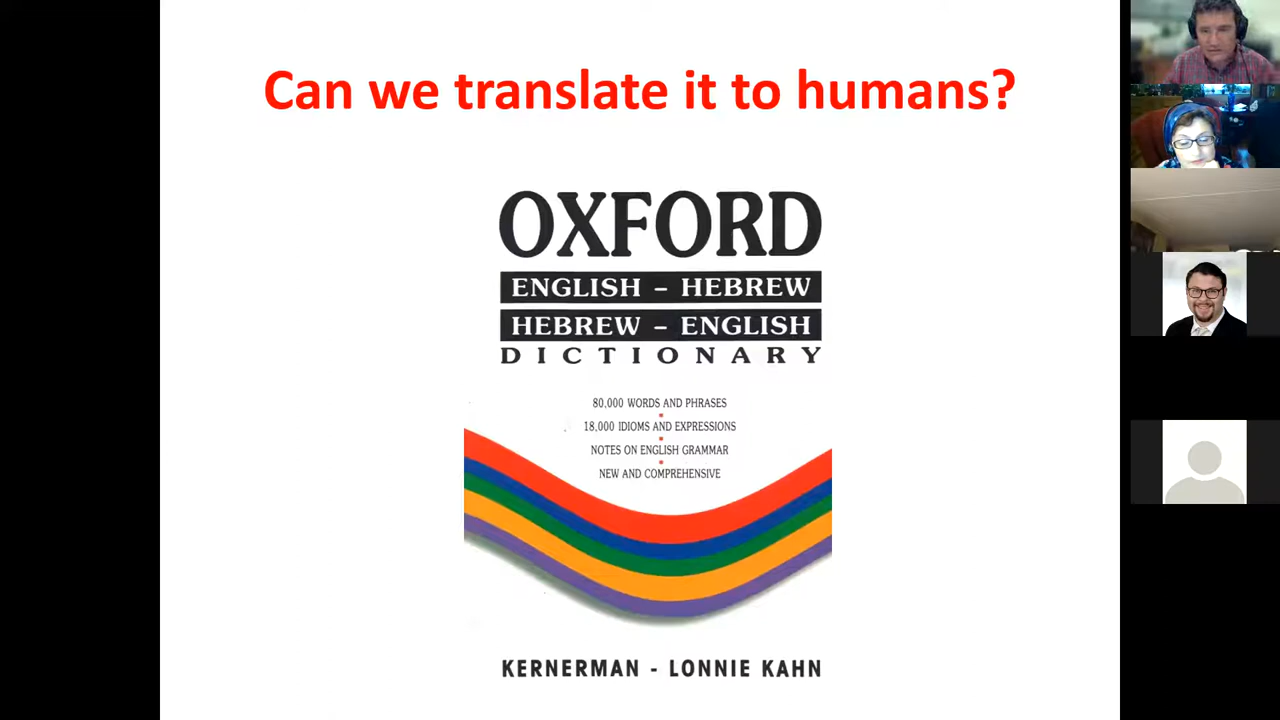 Can we translate it to humans?
OXFORD
ENGLISH – HEBREW
HEBREW – ENGLISH
DICTIONARY
80,000 WORDS AND PHRASES
18,000 IDIOMS AND EXPRESSIONS
NOTES ON ENGLISH GRAMMAR
NEW AND COMPREHENSIVE
KERNERMAN - LONNIE KAHN